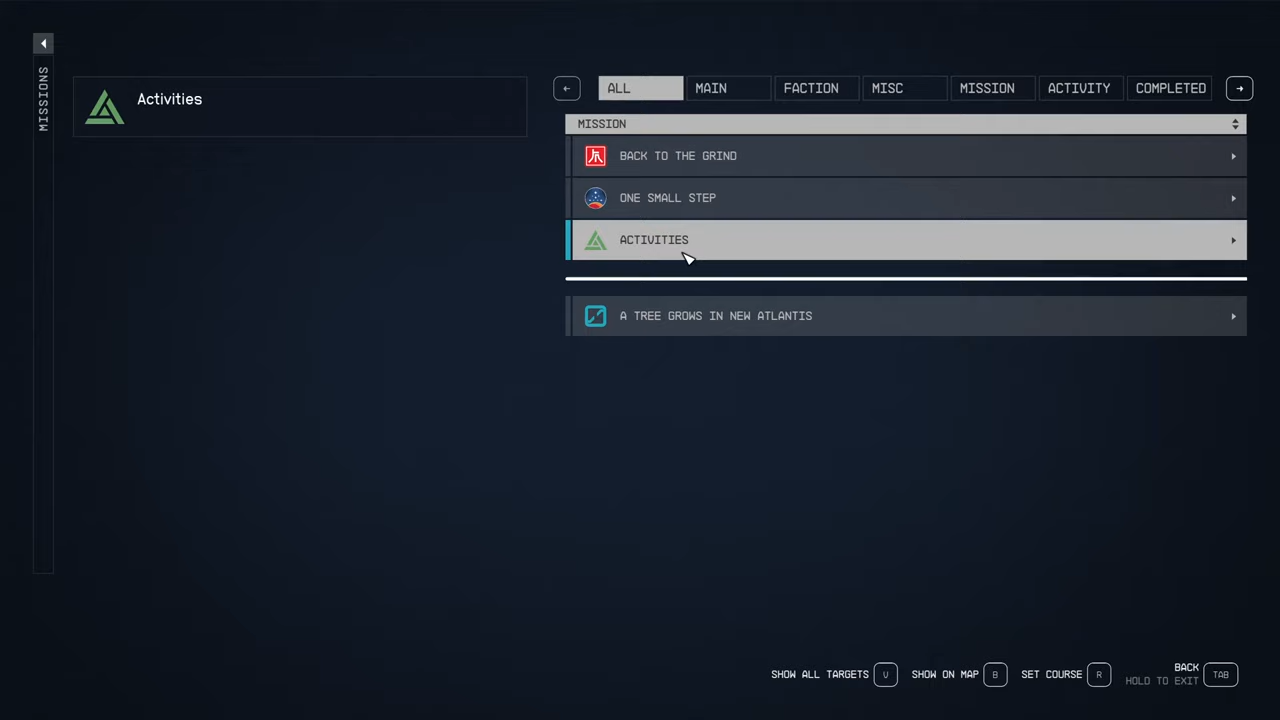 MISSIONS
Activities
ALL
MAIN
FACTION
MISC
MISSION
ACTIVITY
COMPLETED
MISSION
BACK TO THE GRIND
ONE SMALL STEP
ACTIVITIES
A TREE GROWS IN NEW ATLANTIS
SHOW ALL TARGETS V
SHOW ON MAP B
SET COURSE R
BACK
HOLD TO EXIT
TAB